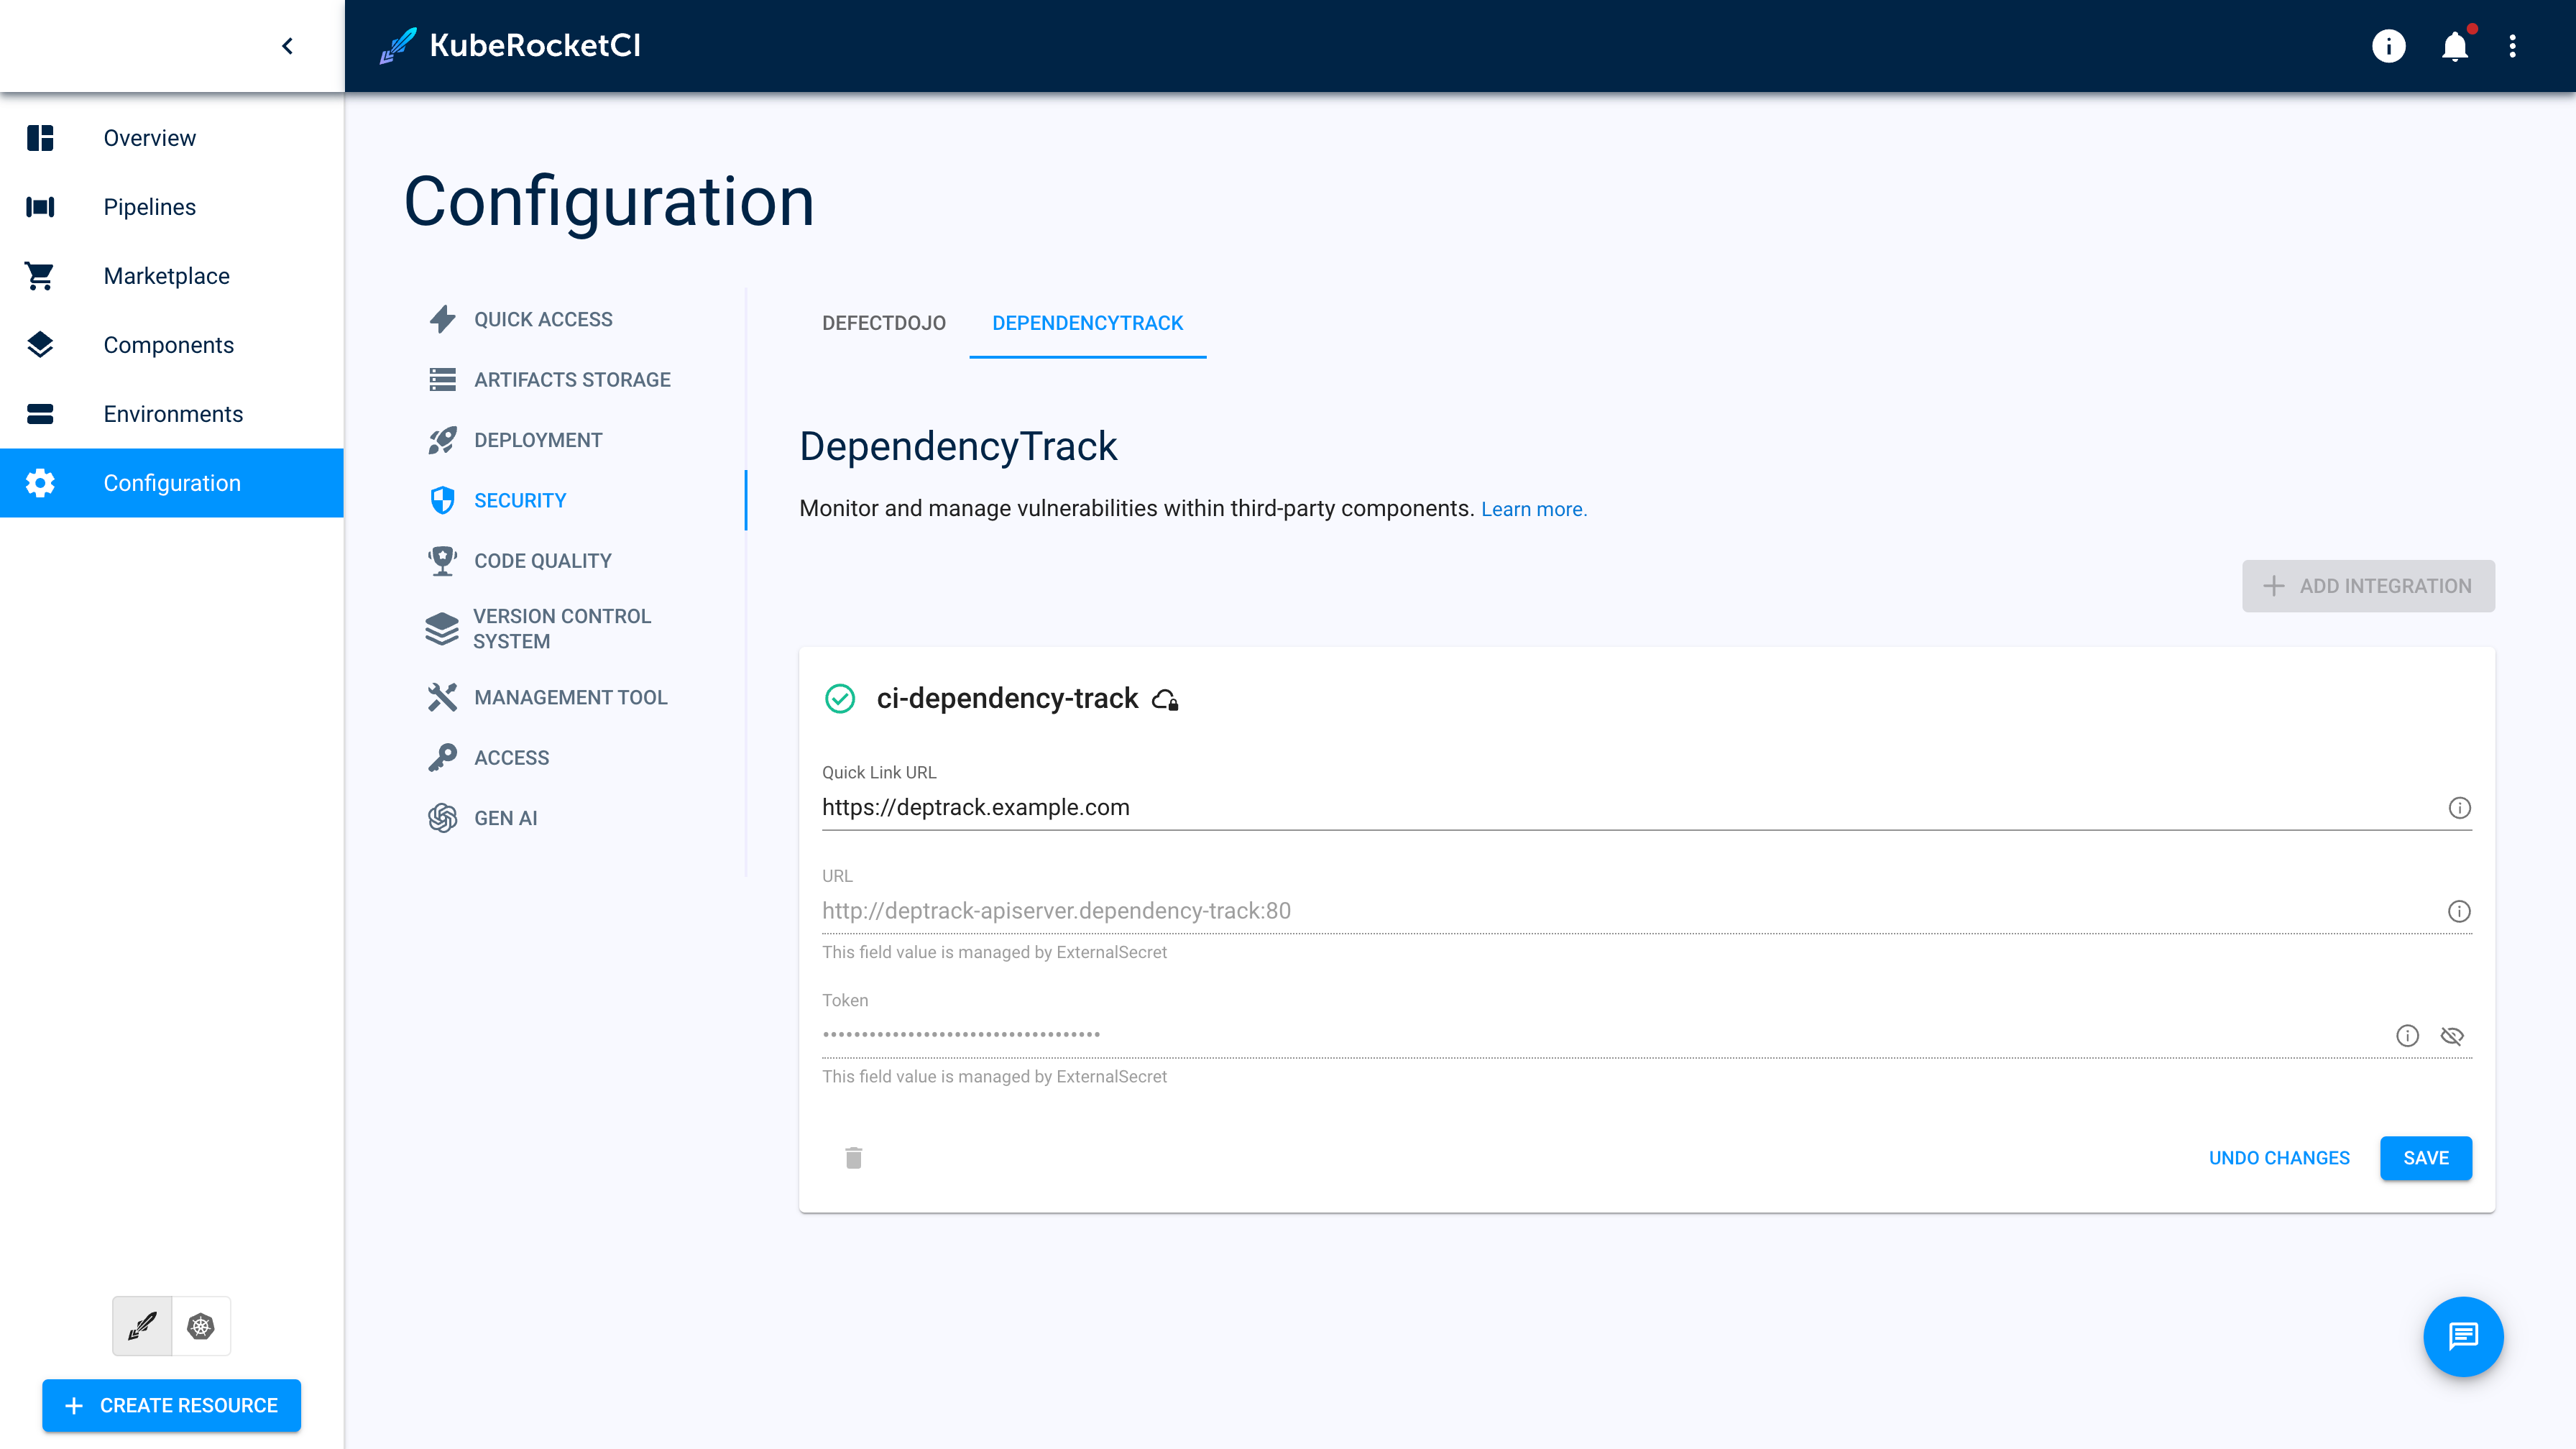 KubeRocketCI
Overview
Pipelines
Marketplace
Components
Environments
Configuration
CREATE RESOURCE
Configuration
QUICK ACCESS
ARTIFACTS STORAGE
DEPLOYMENT
SECURITY
CODE QUALITY
VERSION CONTROL
SYSTEM
MANAGEMENT TOOL
ACCESS
GEN AI
DEFECTDOJO DEPENDENCYTRACK
DependencyTrack
Monitor and manage vulnerabilities within third-party components. Learn more.
ADD INTEGRATION
ci-dependency-track
Quick Link URL
https://deptrack.example.com
URL
http://deptrack-apiserver.dependency-track:80
This field value is managed by ExternalSecret
Token
••••••••••••••••••••••••••••••••••••
This field value is managed by ExternalSecret
UNDO CHANGES SAVE